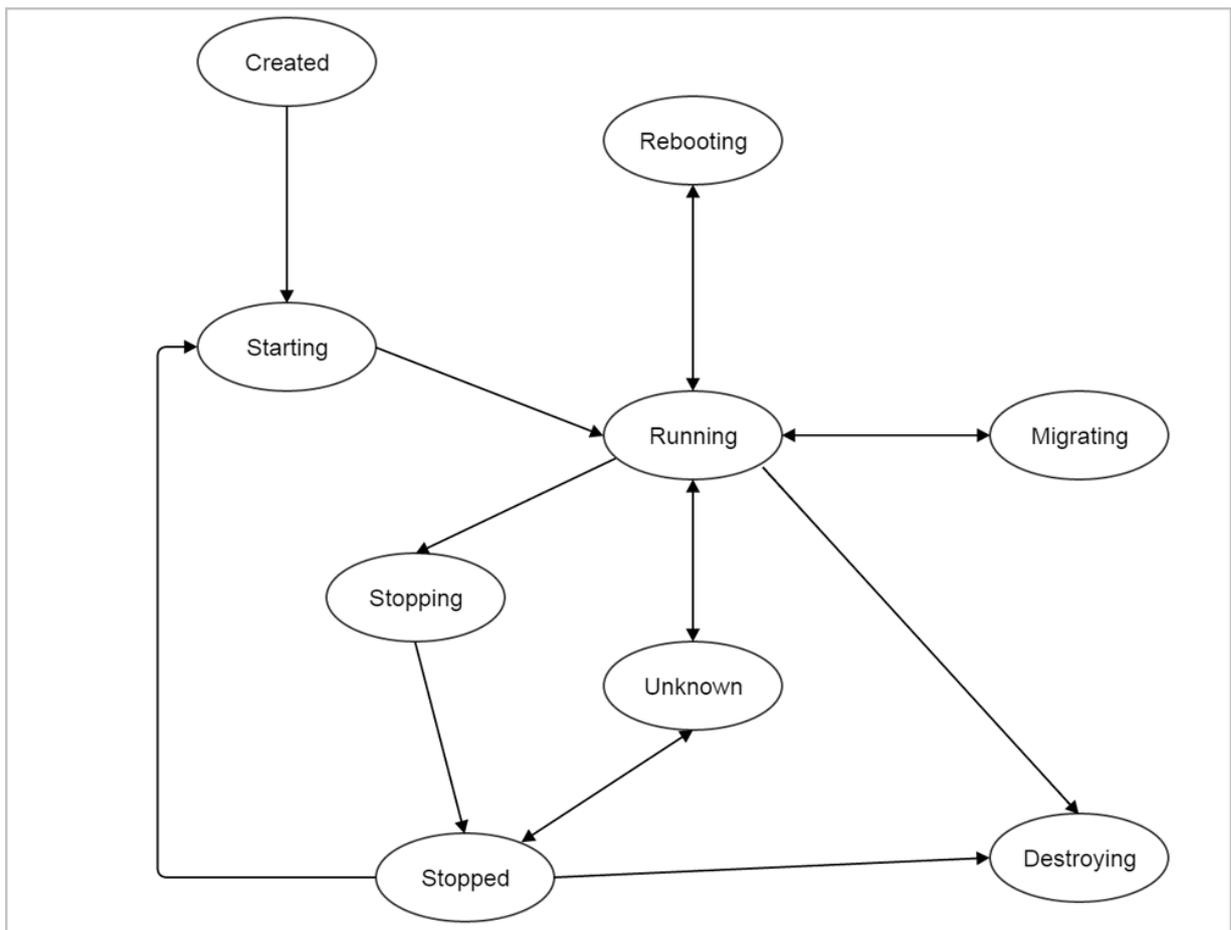 Created
Rebooting
Starting
Running
Migrating
Stopping
Unknown
Destroying
Stopped